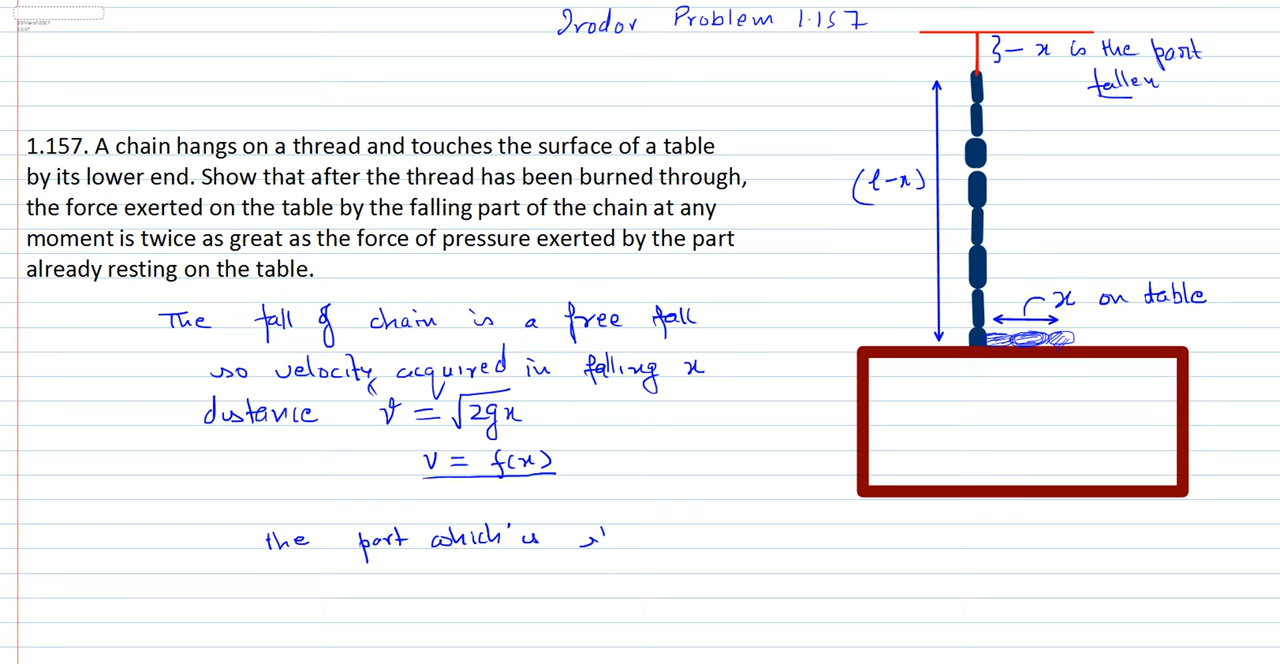 Irodov Problem 1.157
}— x is the part
fallen
(l-x)
1.157. A chain hangs on a thread and touches the surface of a table
by its lower end. Show that after the thread has been burned through,
the force exerted on the table by the falling part of the chain at any
moment is twice as great as the force of pressure exerted by the part
already resting on the table.
x on table
The fall of chain is a free fall
so velocity acquired in falling x
distance v = √2gx
v = f(x)
the part which is